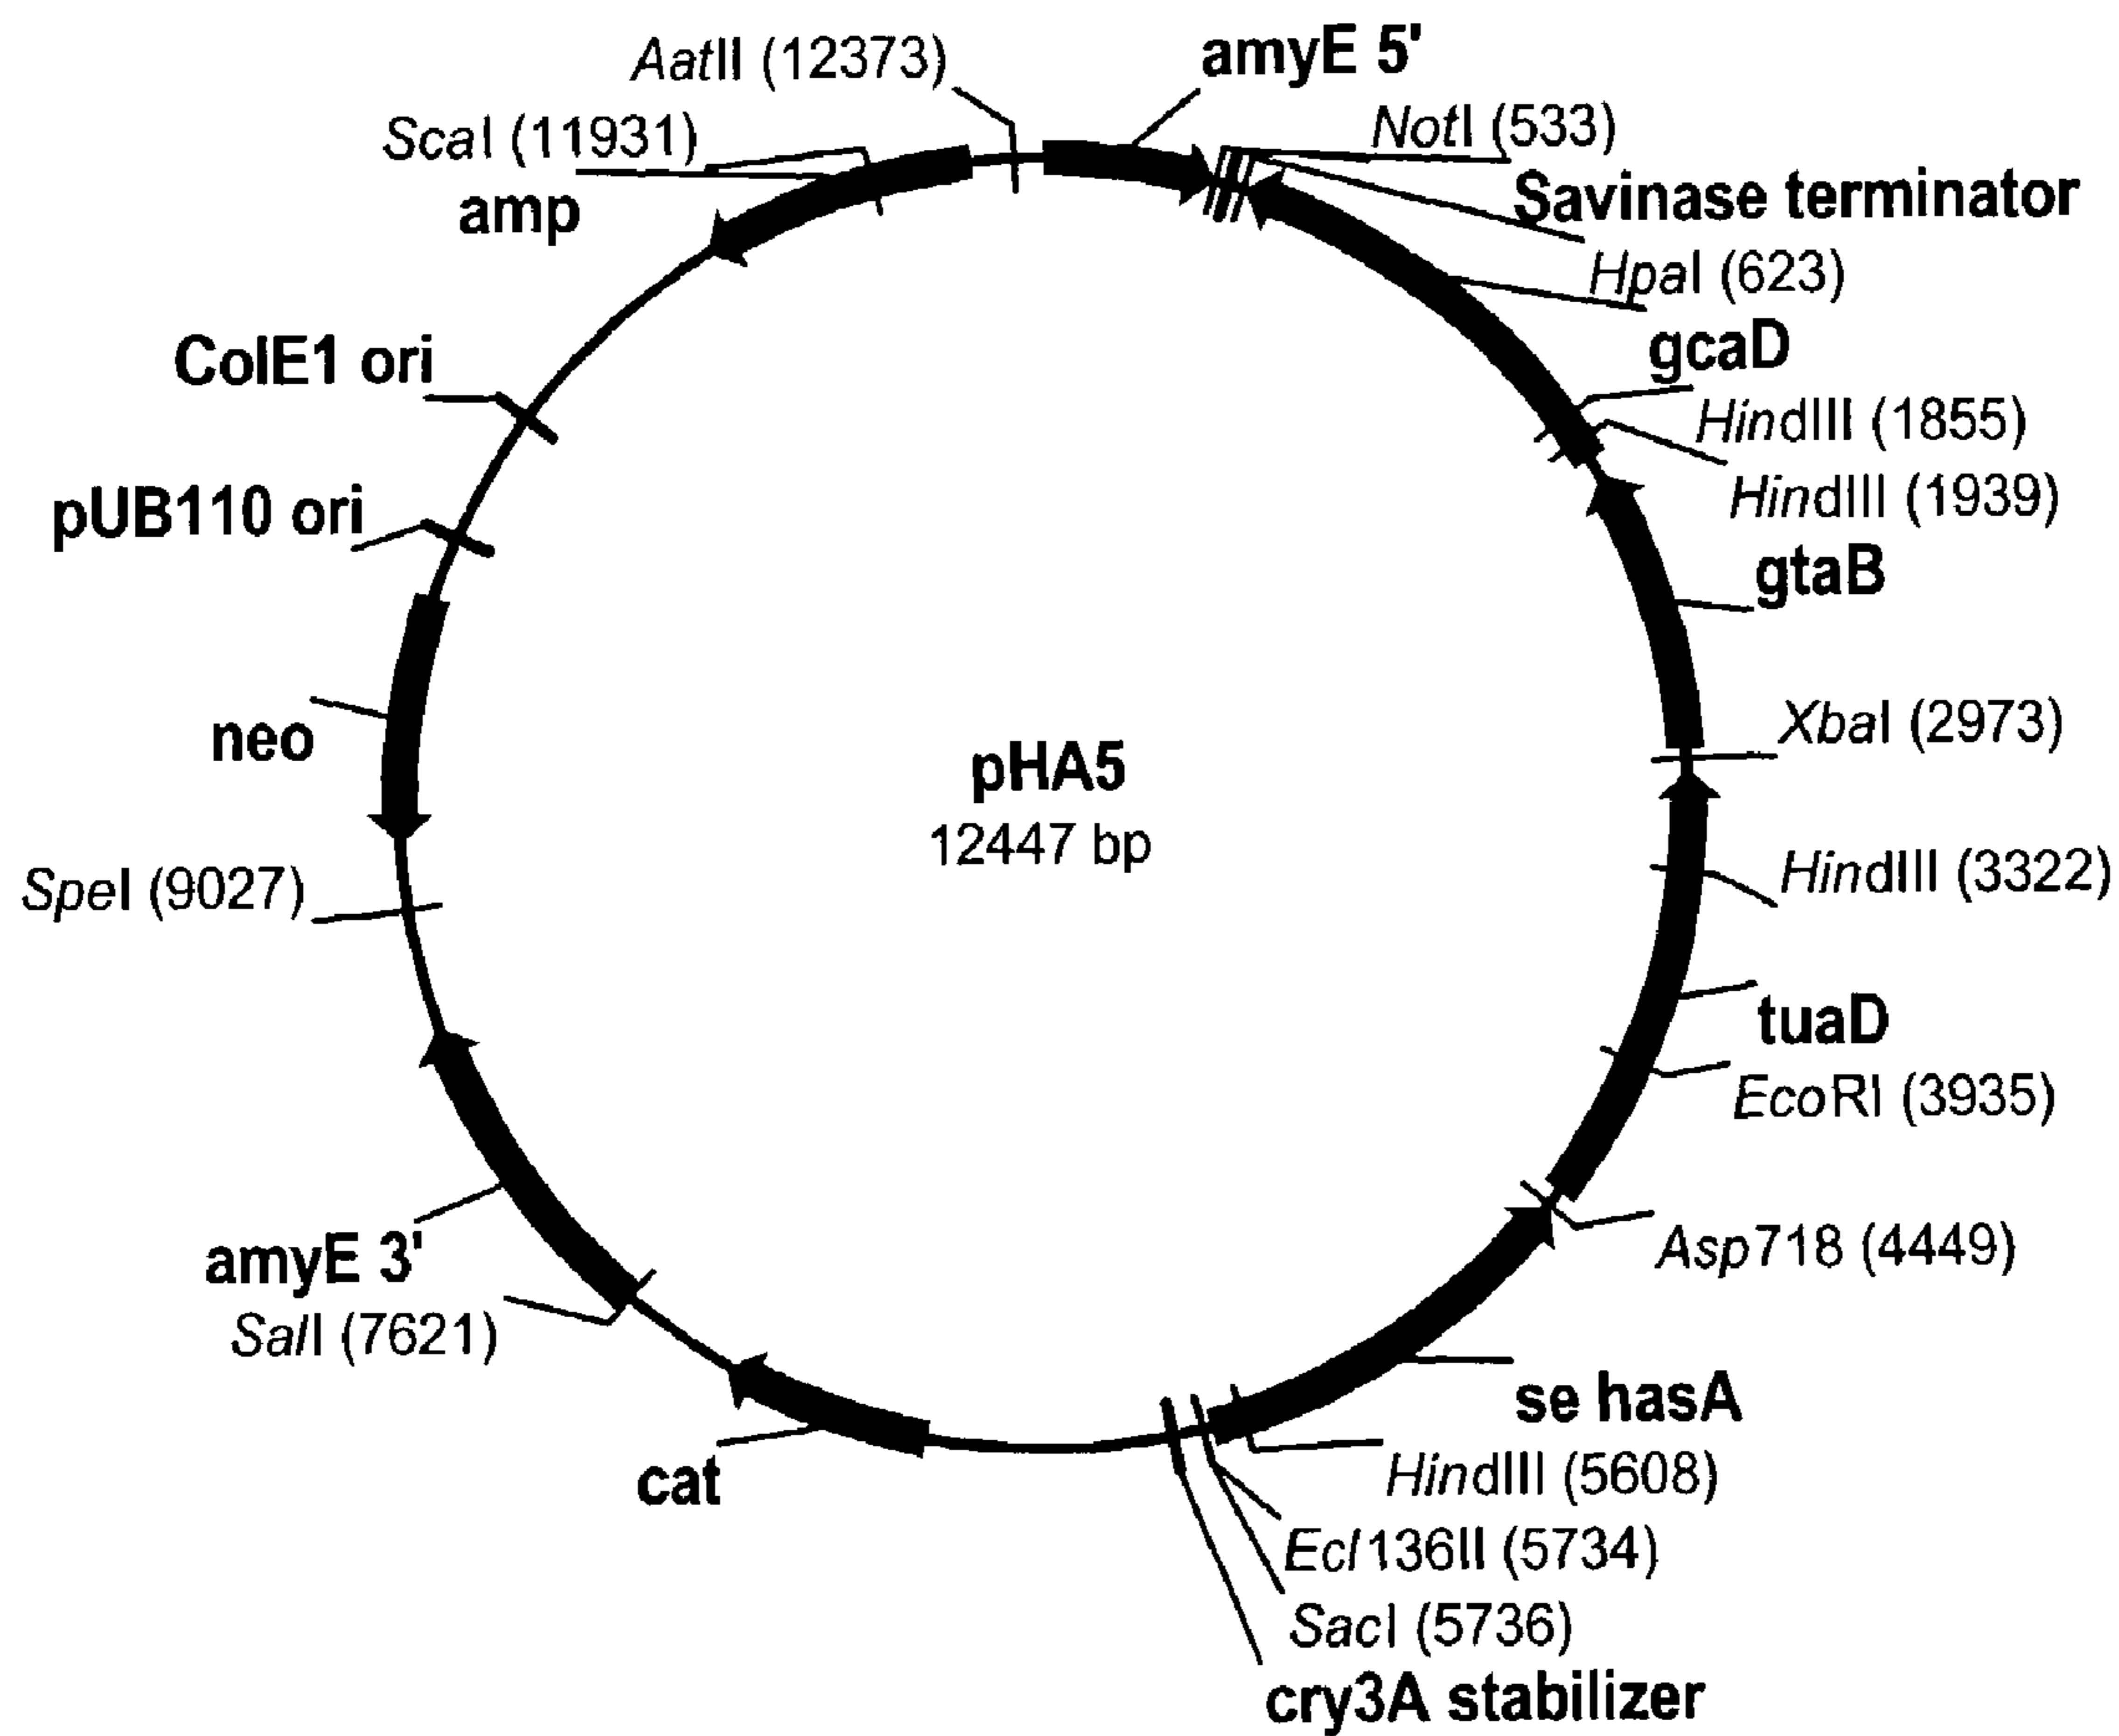 amyE 5'
NotI (533)
Savinase terminator
HpaI (623)
gcaD
HindIII (1855)
HindIII (1939)
gtaB
XbaI (2973)
HindIII (3322)
tuaD
EcoRI (3935)
Asp718 (4449)
se hasA
HindIII (5608)
Ecl136II (5734)
SacI (5736)
cry3A stabilizer
cat
SalI (7621)
amyE 3'
SpeI (9027)
neo
pUB110 ori
ColE1 ori
amp
ScaI (11931)
AatII (12373)
pHA5
12447 bp